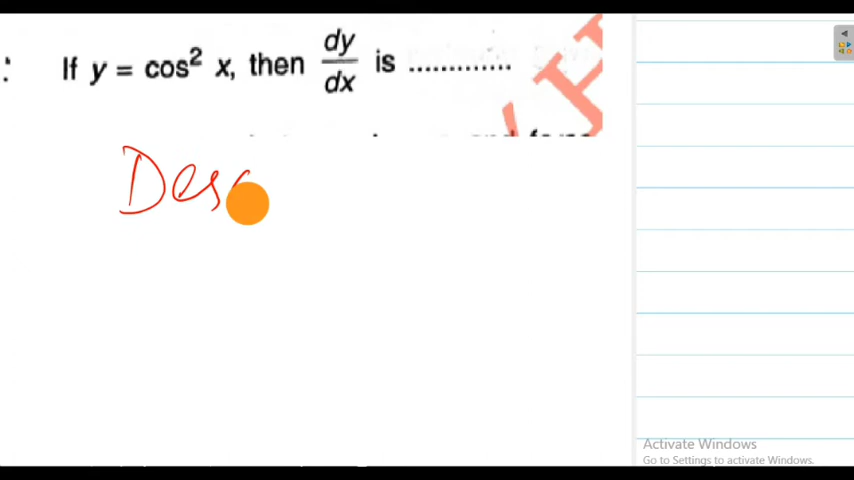 : If y = cos² x, then dy/dx is .............
Des
Activate Windows
Go to Settings to activate Windows.